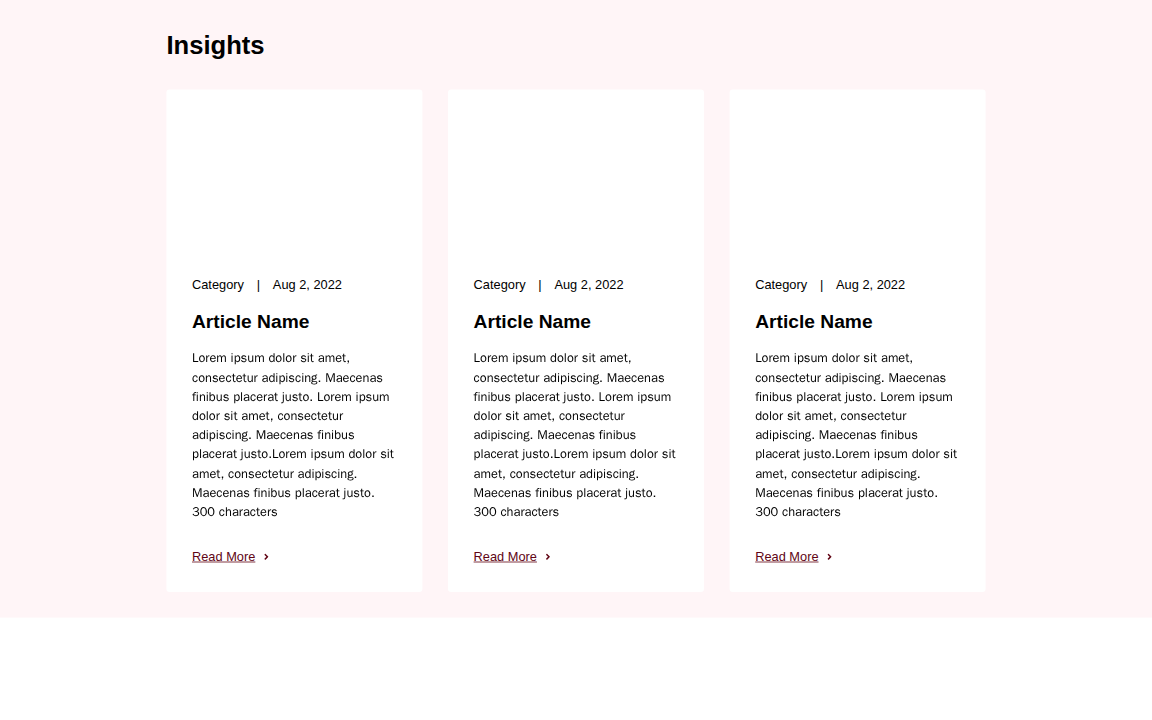 Insights
Category | Aug 2, 2022
Article Name
Lorem ipsum dolor sit amet,
consectetur adipiscing. Maecenas
finibus placerat justo. Lorem ipsum
dolor sit amet, consectetur
adipiscing. Maecenas finibus
placerat justo.Lorem ipsum dolor sit
amet, consectetur adipiscing.
Maecenas finibus placerat justo.
300 characters
Read More
Category | Aug 2, 2022
Article Name
Lorem ipsum dolor sit amet,
consectetur adipiscing. Maecenas
finibus placerat justo. Lorem ipsum
dolor sit amet, consectetur
adipiscing. Maecenas finibus
placerat justo.Lorem ipsum dolor sit
amet, consectetur adipiscing.
Maecenas finibus placerat justo.
300 characters
Read More
Category | Aug 2, 2022
Article Name
Lorem ipsum dolor sit amet,
consectetur adipiscing. Maecenas
finibus placerat justo. Lorem ipsum
dolor sit amet, consectetur
adipiscing. Maecenas finibus
placerat justo.Lorem ipsum dolor sit
amet, consectetur adipiscing.
Maecenas finibus placerat justo.
300 characters
Read More